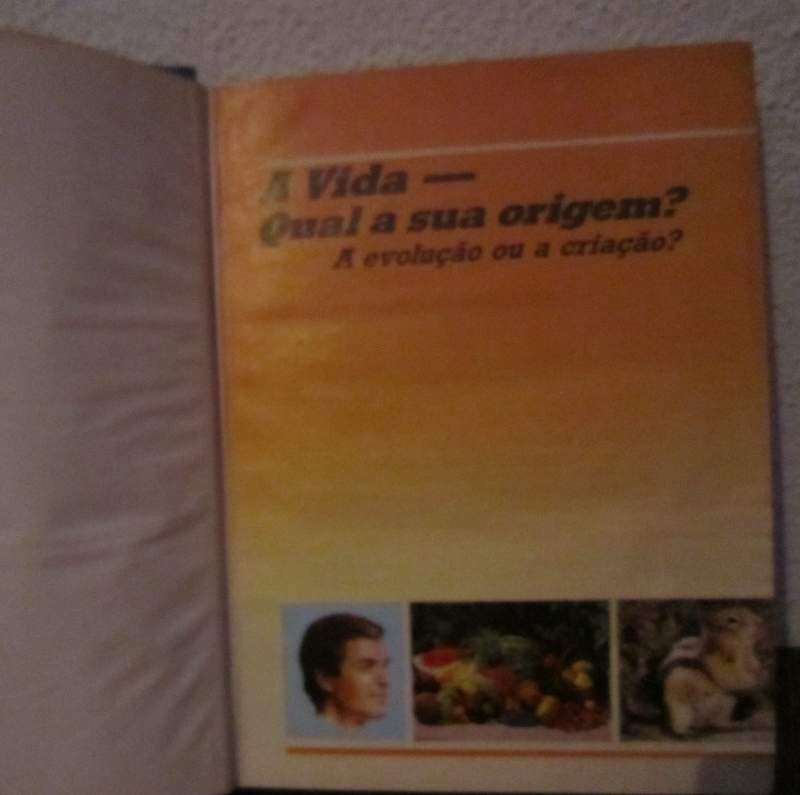 A Vida —
Qual a sua origem?
A evolução ou a criação?